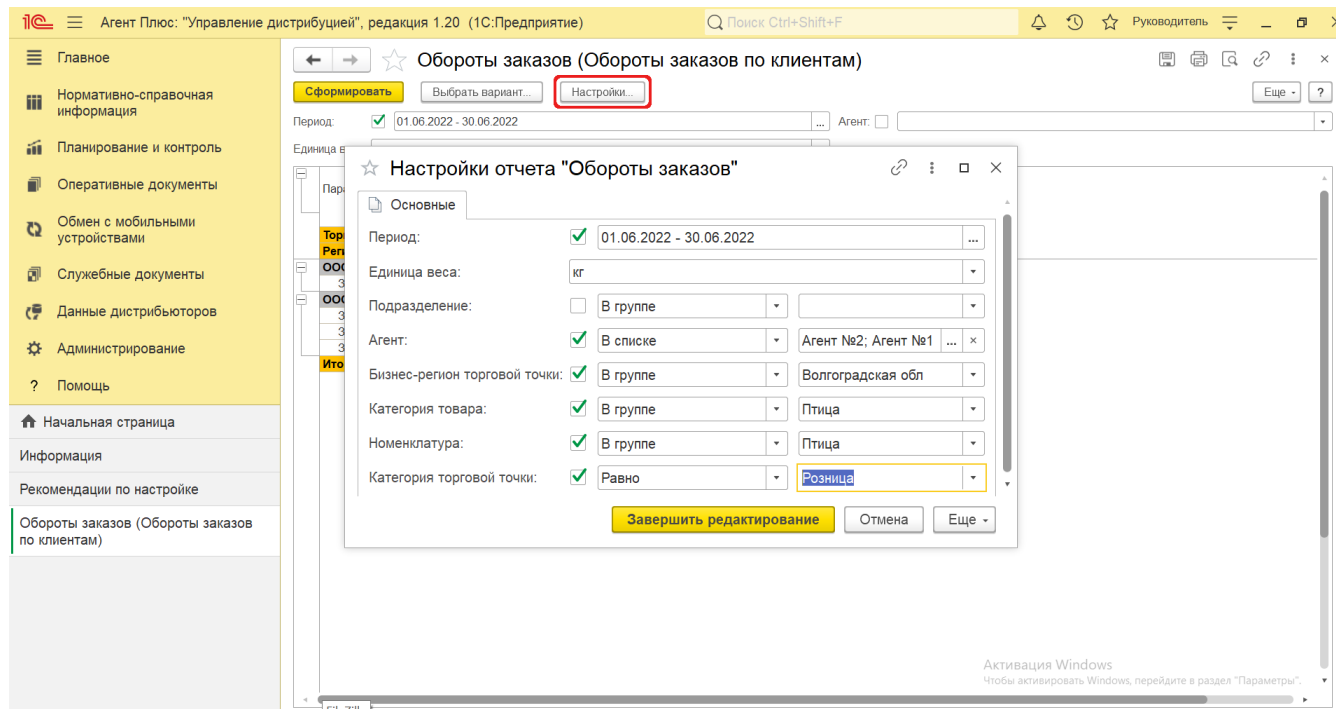 1С Агент Плюс: "Управление дистрибуцией", редакция 1.20 (1С:Предприятие)
Поиск Ctrl+Shift+F
Руководитель
Главное
Нормативно-справочная
информация
Планирование и контроль
Оперативные документы
Обмен с мобильными
устройствами
Служебные документы
Данные дистрибьюторов
Администрирование
? Помощь
Начальная страница
Информация
Рекомендации по настройке
Обороты заказов (Обороты заказов
по клиентам)
Обороты заказов (Обороты заказов по клиентам)
Сформировать Выбрать вариант... Настройки... Еще ?
Период: 01.06.2022 - 30.06.2022 ... Агент:
Единица в
Пара
Торг
Реги
ООО
З
ООО
З
З
З
Ито
Настройки отчета "Обороты заказов"
Основные
Период: 01.06.2022 - 30.06.2022 ...
Единица веса: кг
Подразделение: В группе
Агент: В списке Агент №2; Агент №1 ... ×
Бизнес-регион торговой точки: В группе Волгоградская обл
Категория товара: В группе Птица
Номенклатура: В группе Птица
Категория торговой точки: Равно Розница
Завершить редактирование Отмена Еще
Активация Windows
Чтобы активировать Windows, перейдите в раздел "Параметры".